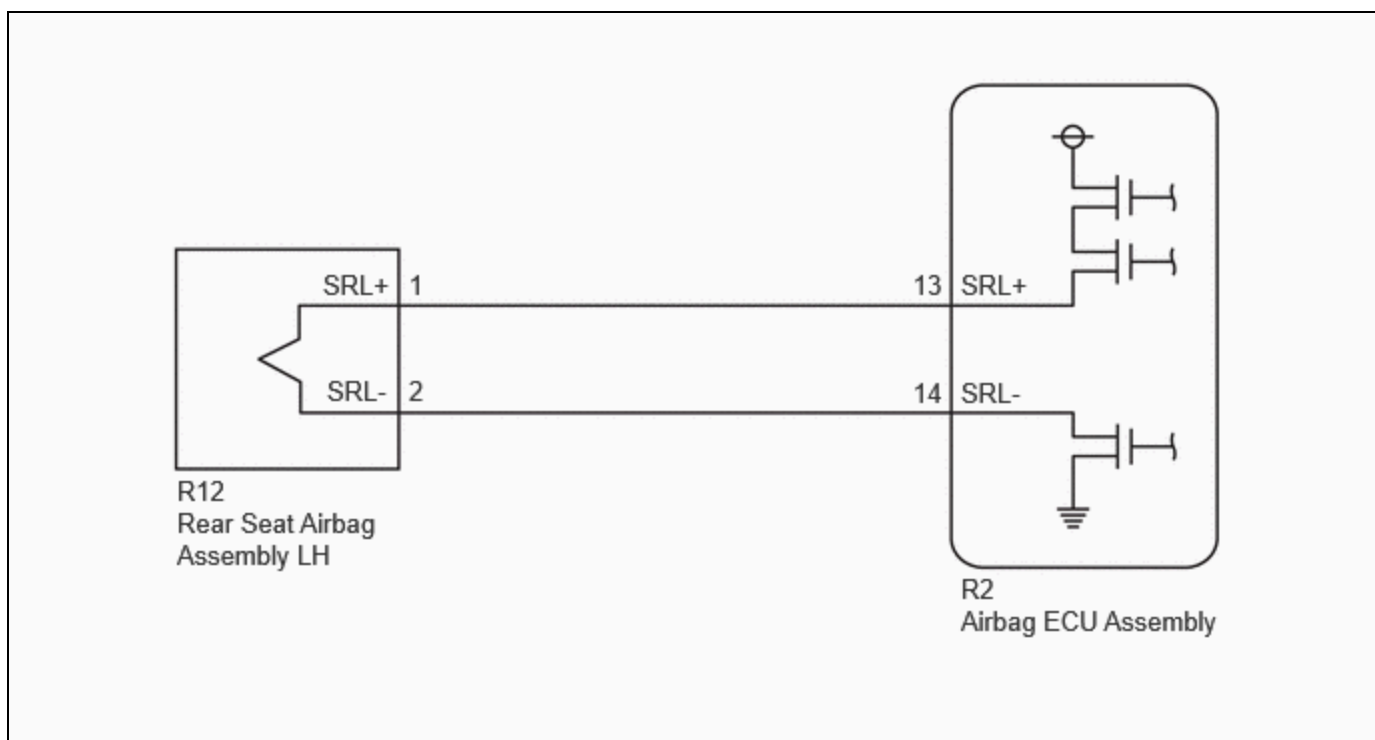 SRL+ 1 13 SRL+
SRL- 2 14 SRL-
R12
Rear Seat Airbag
Assembly LH
R2
Airbag ECU Assembly